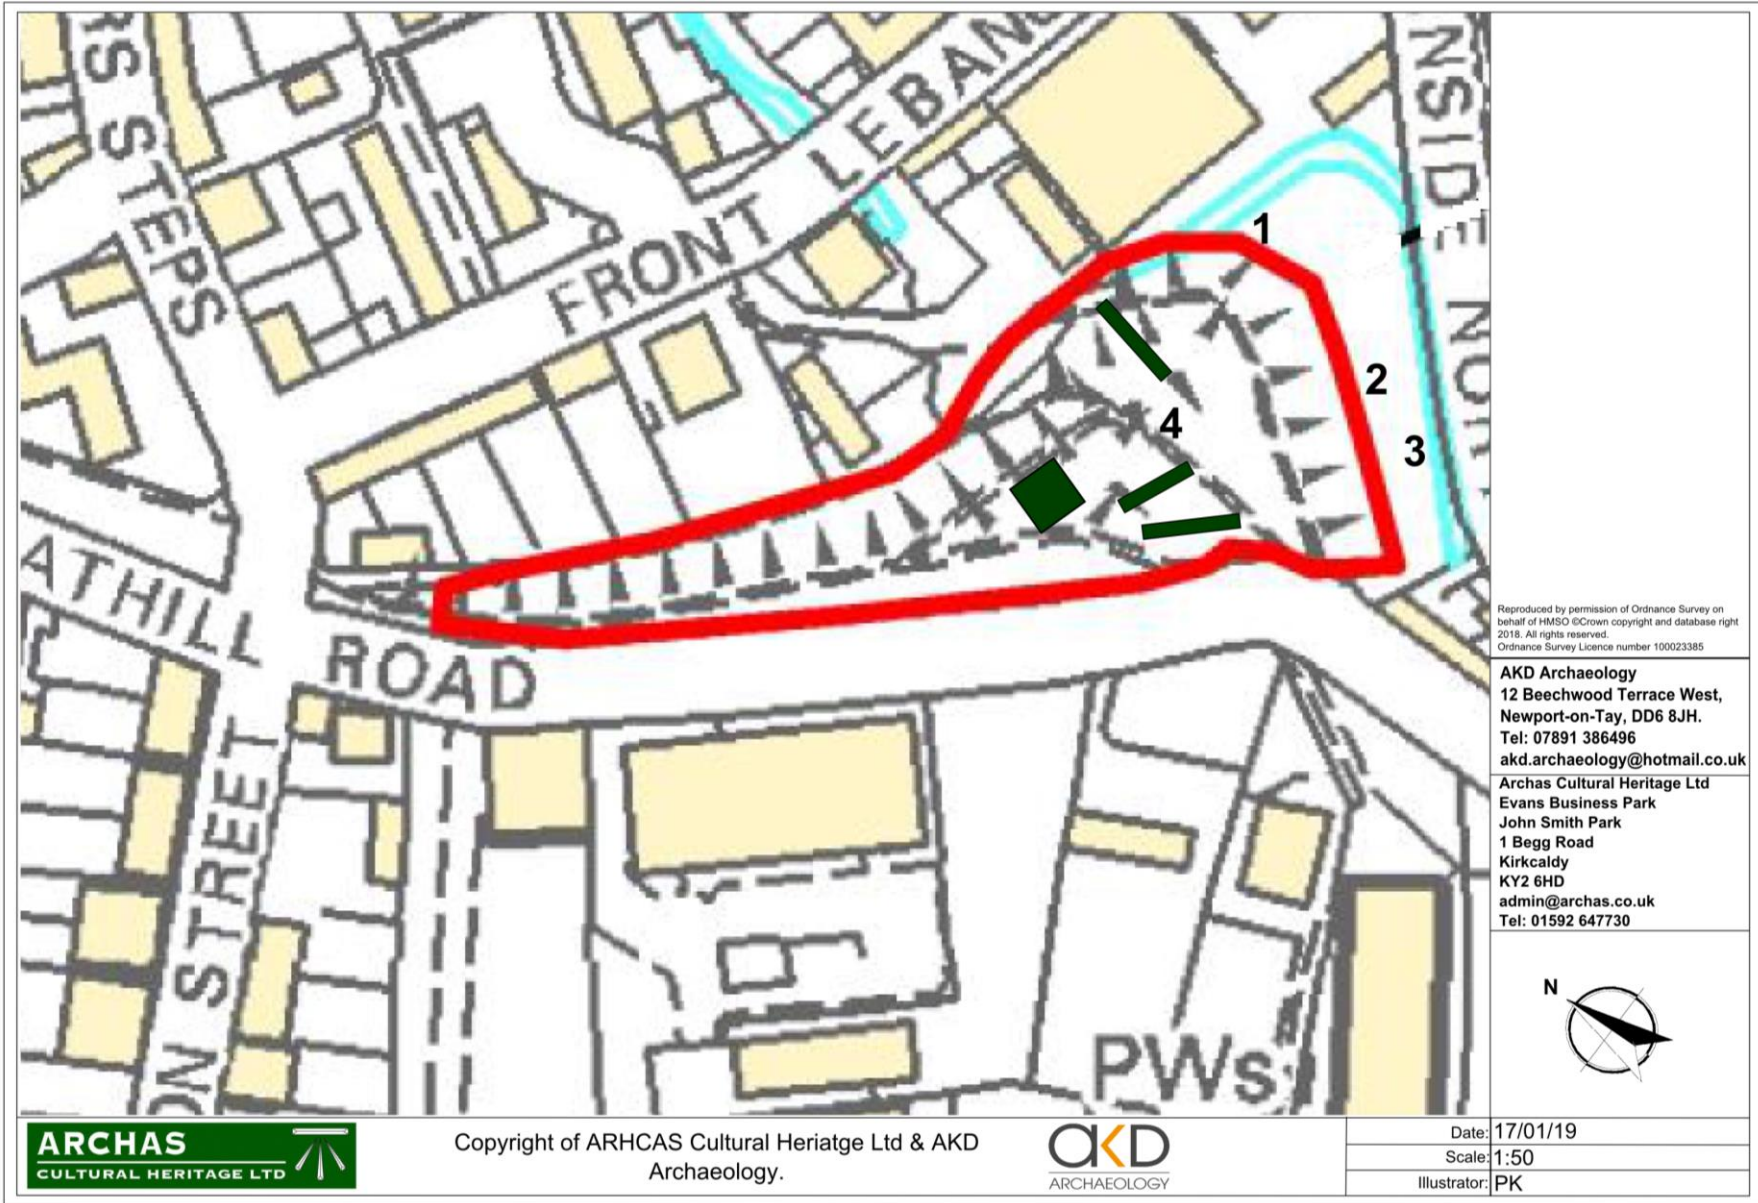 RS STEPS
FRONT LEBAN
NSIDE
NOR
1
2
3
4
ATHILL ROAD
ON STREET
PWs
Reproduced by permission of Ordnance Survey on
behalf of HMSO ©Crown copyright and database right
2018. All rights reserved.
Ordnance Survey Licence number 100023385
AKD Archaeology
12 Beechwood Terrace West,
Newport-on-Tay, DD6 8JH.
Tel: 07891 386496
akd.archaeology@hotmail.co.uk
Archas Cultural Heritage Ltd
Evans Business Park
John Smith Park
1 Begg Road
Kirkcaldy
KY2 6HD
admin@archas.co.uk
Tel: 01592 647730
N
ARCHAS
CULTURAL HERITAGE LTD
Copyright of ARHCAS Cultural Heriatge Ltd & AKD
Archaeology.
AKD
ARCHAEOLOGY
Date: 17/01/19
Scale: 1:50
Illustrator: PK